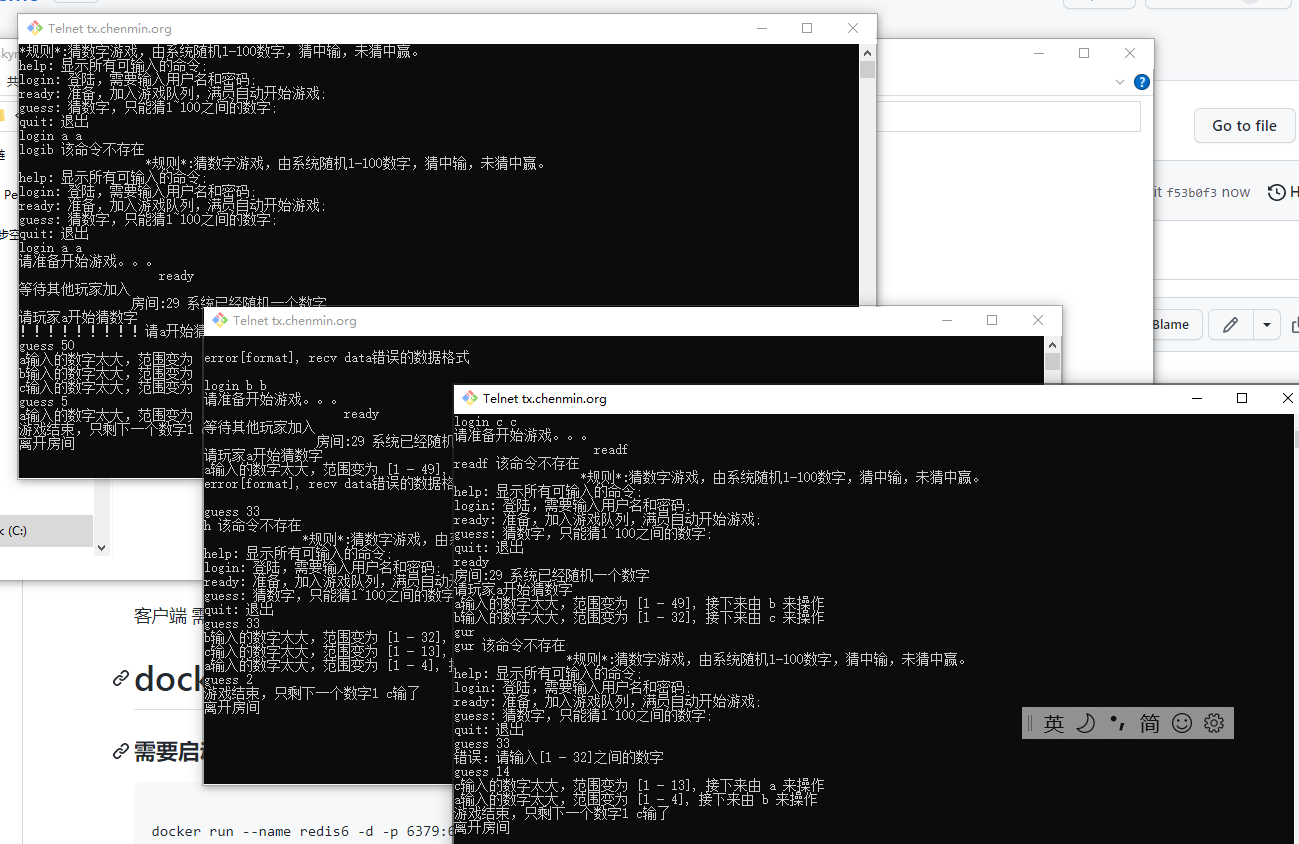 Telnet tx.chenmin.org
*规则*:猜数字游戏，由系统随机1-100数字，猜中输，未猜中赢。
help: 显示所有可输入的命令;
login: 登陆，需要输入用户名和密码;
ready: 准备，加入游戏队列，满员自动开始游戏;
guess: 猜数字，只能猜1~100之间的数字;
quit: 退出
login a a
logib 该命令不存在
*规则*:猜数字游戏，由系统随机1-100数字，猜中输，未猜中赢。
help: 显示所有可输入的命令;
login: 登陆，需要输入用户名和密码;
ready: 准备，加入游戏队列，满员自动开始游戏;
guess: 猜数字，只能猜1~100之间的数字;
quit: 退出
login a a
请准备开始游戏。。。
ready
等待其他玩家加入
房间:29 系统已经随机一个数字
请玩家a开始猜数字
！！！！！！！！！请a开始猜
guess 50
a输入的数字太大，范围变为
b输入的数字太大，范围变为
c输入的数字太大，范围变为
guess 5
a输入的数字太大，范围变为
游戏结束，只剩下一个数字1
离开房间
Telnet tx.chenmin.org
error[format], recv data错误的数据格式
login b b
请准备开始游戏。。。
ready
等待其他玩家加入
房间:29 系统已经随机
请玩家a开始猜数字
a输入的数字太大，范围变为 [1 - 49],
error[format], recv data错误的数据格
guess 33
h 该命令不存在
*规则*:猜数字游戏，由
help: 显示所有可输入的命令;
login: 登陆，需要输入用户名和密码;
ready: 准备，加入游戏队列，满员自动开
guess: 猜数字，只能猜1~100之间的数字
quit: 退出
guess 33
b输入的数字太大，范围变为 [1 - 32],
c输入的数字太大，范围变为 [1 - 13],
a输入的数字太大，范围变为 [1 - 4],
guess 2
游戏结束，只剩下一个数字1 c输了
离开房间
Telnet tx.chenmin.org
login c c
请准备开始游戏。。。
readf
readf 该命令不存在
*规则*:猜数字游戏，由系统随机1-100数字，猜中输，未猜中赢。
help: 显示所有可输入的命令;
login: 登陆，需要输入用户名和密码;
ready: 准备，加入游戏队列，满员自动开始游戏;
guess: 猜数字，只能猜1~100之间的数字;
quit: 退出
ready
房间:29 系统已经随机一个数字
请玩家a开始猜数字
a输入的数字太大，范围变为 [1 - 49], 接下来由 b 来操作
b输入的数字太大，范围变为 [1 - 32], 接下来由 c 来操作
gur
gur 该命令不存在
*规则*:猜数字游戏，由系统随机1-100数字，猜中输，未猜中赢。
help: 显示所有可输入的命令;
login: 登陆，需要输入用户名和密码;
ready: 准备，加入游戏队列，满员自动开始游戏;
guess: 猜数字，只能猜1~100之间的数字;
quit: 退出
guess 33
错误: 请输入[1 - 32]之间的数字
guess 14
c输入的数字太大，范围变为 [1 - 13], 接下来由 a 来操作
a输入的数字太大，范围变为 [1 - 4], 接下来由 b 来操作
游戏结束，只剩下一个数字1 c输了
离开房间
英 简
Go to file
f53b0f3 now
Blame
(C:)
客户端 需
dock
需要启动
docker run --name redis6 -d -p 6379:6